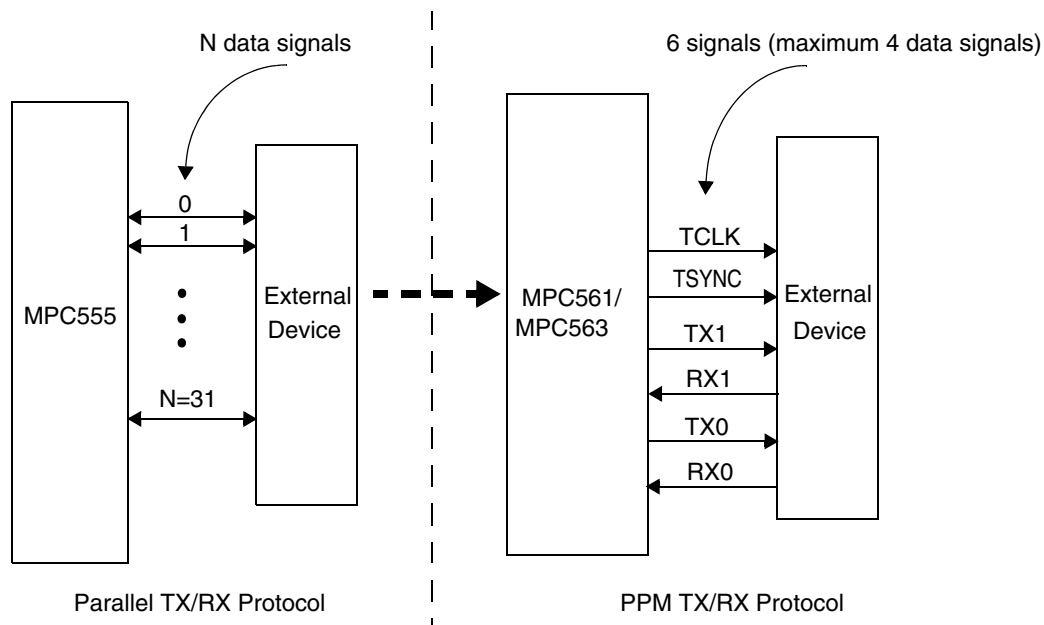 N data signals
6 signals (maximum 4 data signals)
MPC555
0
1
N=31
External
Device
MPC561/
MPC563
TCLK
TSYNC
TX1
RX1
TX0
RX0
External
Device
Parallel TX/RX Protocol
PPM TX/RX Protocol